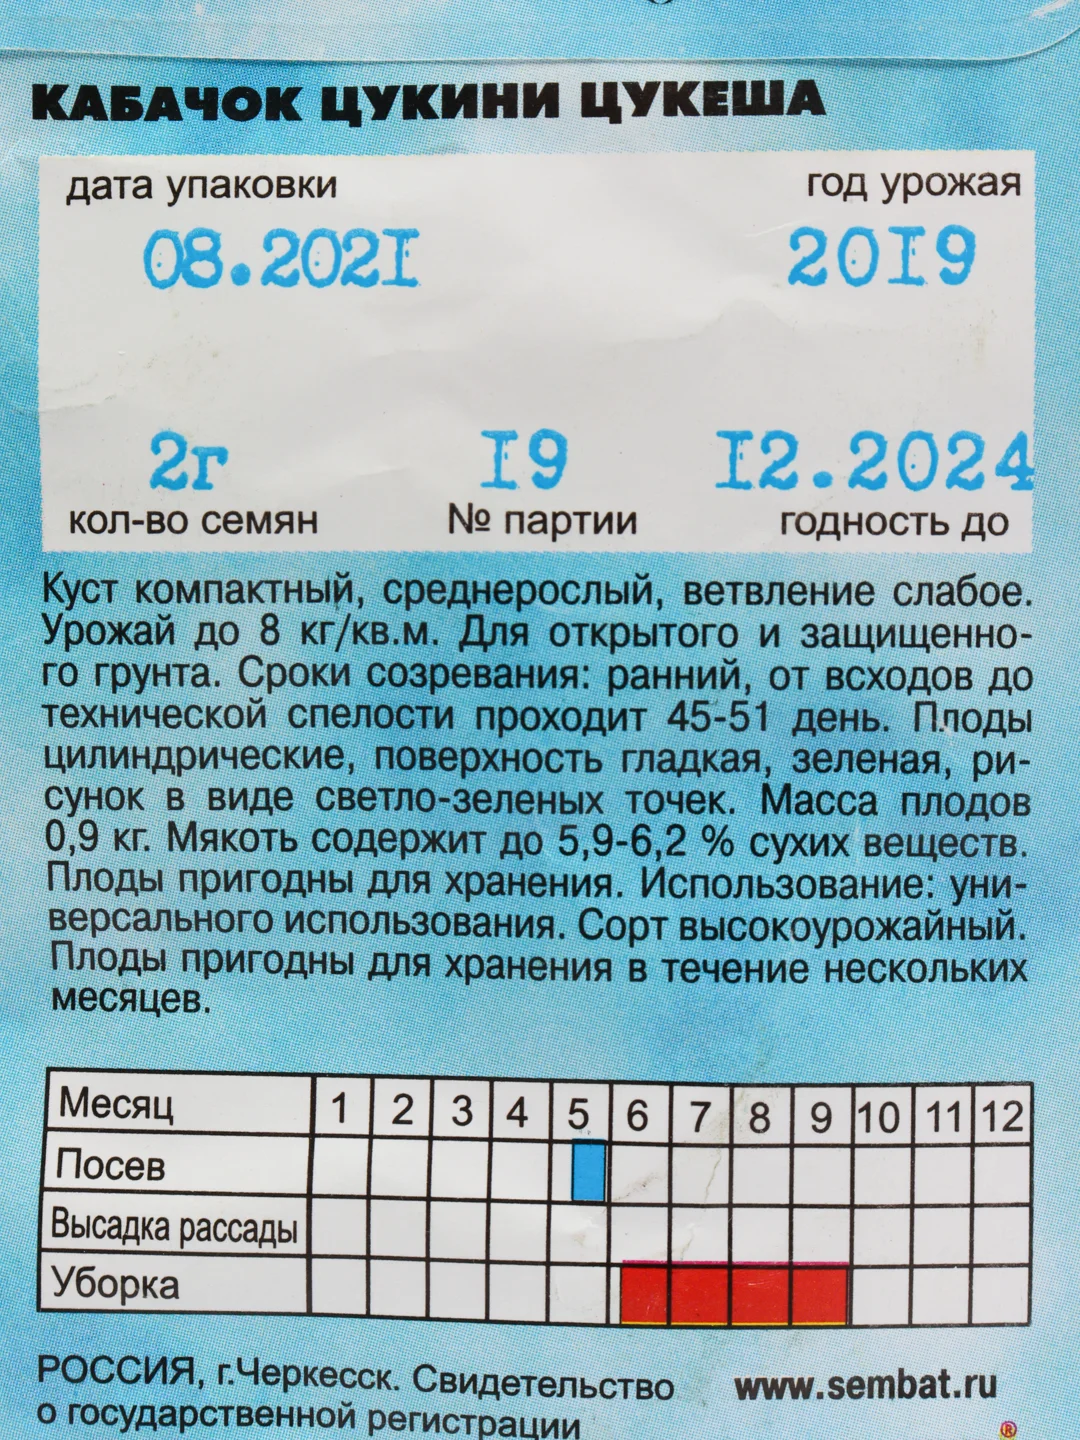 КАБАЧОК ЦУКИНИ ЦУКЕША
дата упаковки год урожая
08.2021 2019
2г 19 12.2024
кол-во семян № партии годность до
Куст компактный, среднерослый, ветвление слабое.
Урожай до 8 кг/кв.м. Для открытого и защищенно-
го грунта. Сроки созревания: ранний, от всходов до
технической спелости проходит 45-51 день. Плоды
цилиндрические, поверхность гладкая, зеленая, ри-
сунок в виде светло-зеленых точек. Масса плодов
0,9 кг. Мякоть содержит до 5,9-6,2 % сухих веществ.
Плоды пригодны для хранения. Использование: уни-
версального использования. Сорт высокоурожайный.
Плоды пригодны для хранения в течение нескольких
месяцев.
Месяц 1 2 3 4 5 6 7 8 9 10 11 12
Посев
Высадка рассады
Уборка
РОССИЯ, г.Черкесск. Свидетельство www.sembat.ru
о государственной регистрации
®